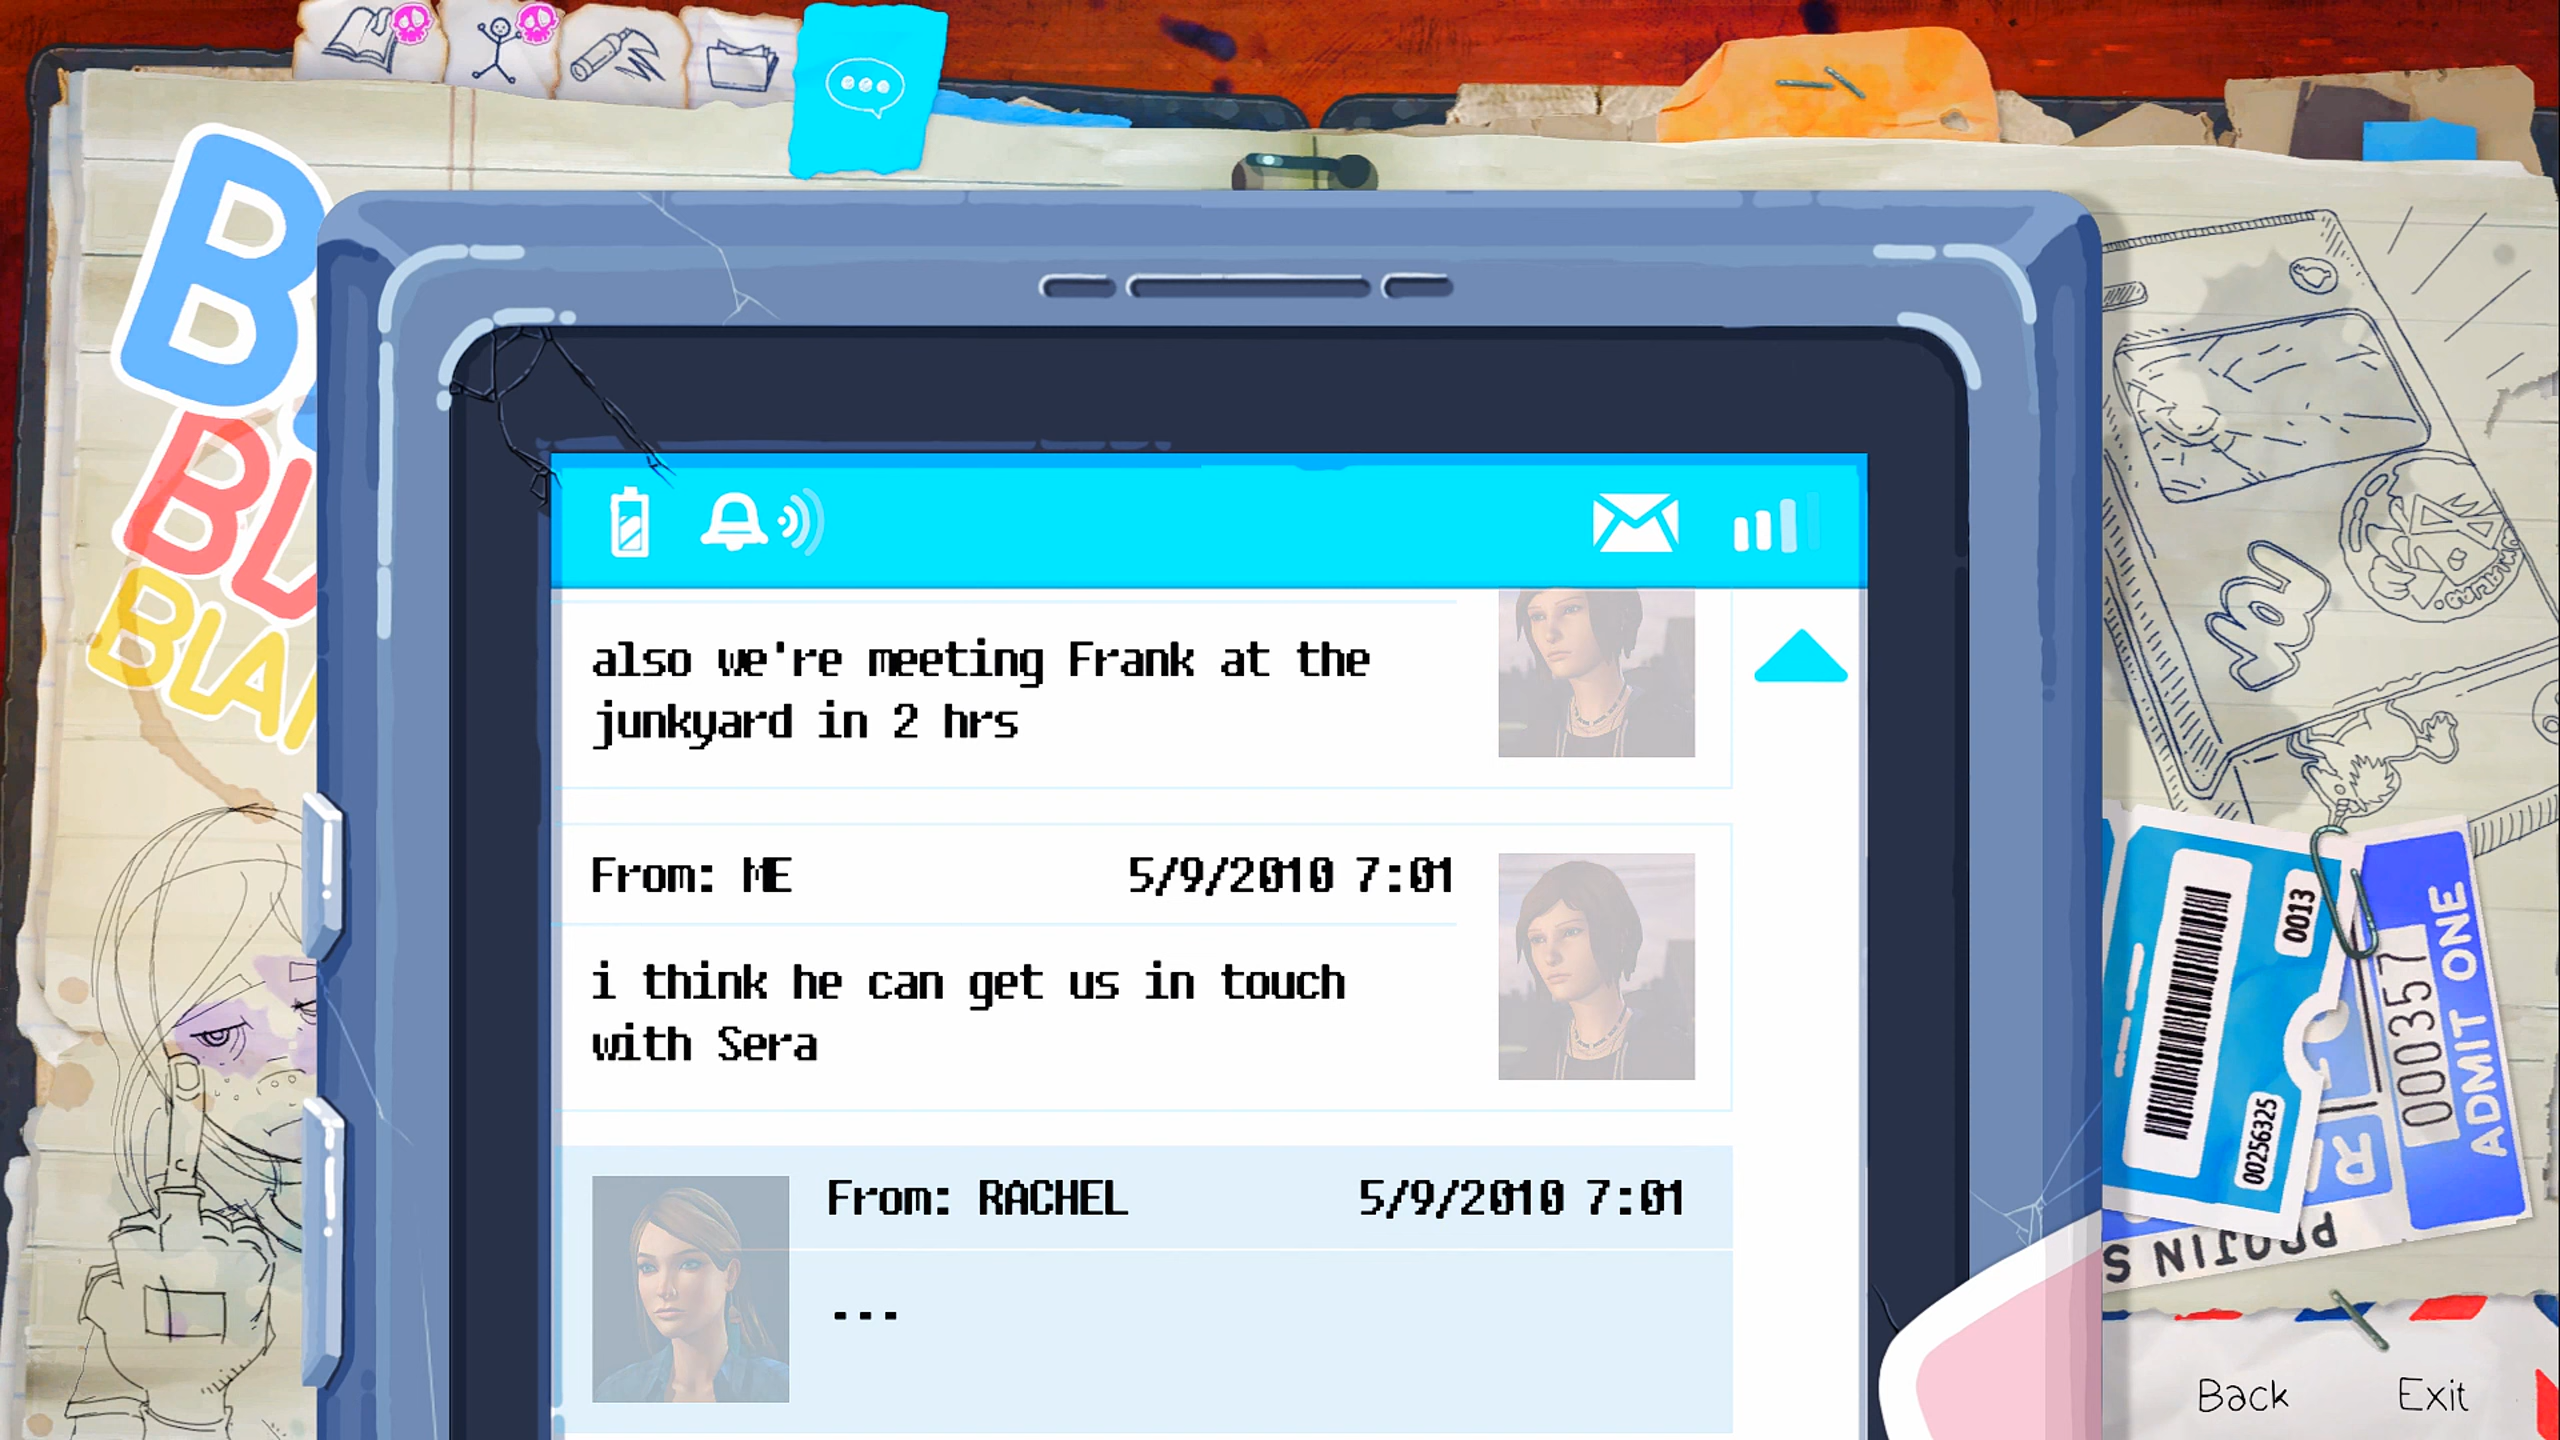 also we're meeting Frank at the
junkyard in 2 hrs
From: ME 5/9/2010 7:01
i think he can get us in touch
with Sera
From: RACHEL 5/9/2010 7:01
---
0013
00256325
000357
ADMIT ONE
Back Exit